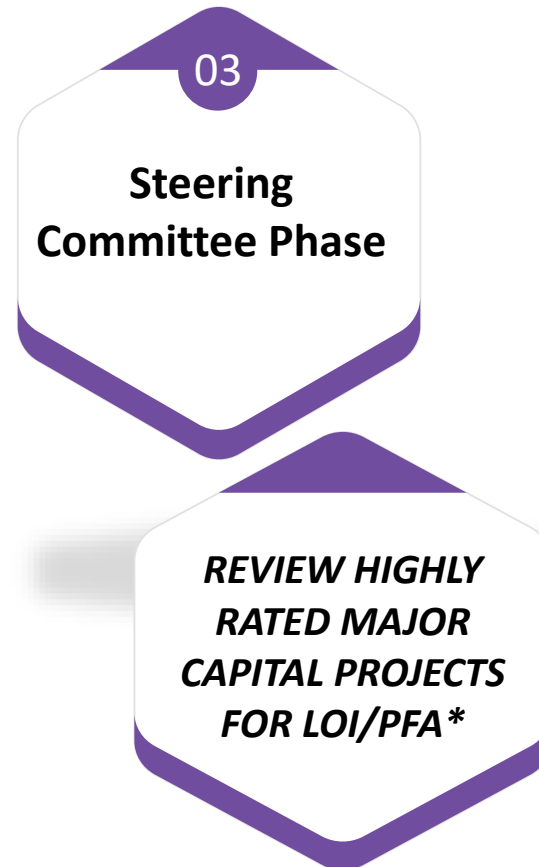 03
Steering
Committee Phase
REVIEW HIGHLY
RATED MAJOR
CAPITAL PROJECTS
FOR LOI/PFA*